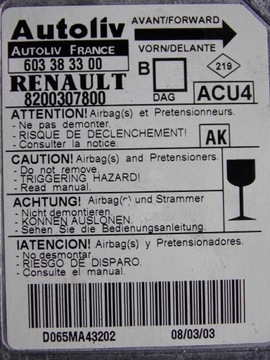 Autoliv
AUTOLIV FRANCE
603 38 33 00
RENAULT
8200307800
AVANT/FORWARD
VORN/DELANTE
B
DAG
219
ACU4
ATTENTION! Airbag(s) et Pretensionneurs.
- Ne pas demonter.
- RISQUE DE DECLENCHEMENT!
- Consulter la notice.
AK
CAUTION! Airbag(s) and Pretensioners.
- Do not remove.
- TRIGGERING HAZARD!
- Read manual.
ACHTUNG! Airbag(s) und Strammer
- Nicht demontieren.
- KONNEN AUSLONEN.
- Sehen Sie die Bedienungsanleitung.
IATENCION! Airbag(s) y Pretensionadores.
- No desmontar.
- RIESGO DE DISPARO.
- Consulte el manual.
D065MA43202
08/03/03